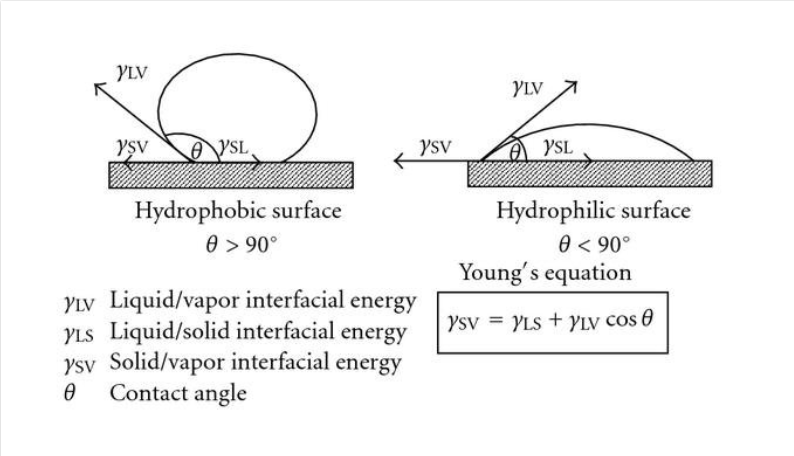 γLV
γSV θ γSL
Hydrophobic surface
θ > 90°
γLV
γSV θ γSL
Hydrophilic surface
θ < 90°
Young's equation
γSV = γLS + γLV cos θ
γLV Liquid/vapor interfacial energy
γLS Liquid/solid interfacial energy
γSV Solid/vapor interfacial energy
θ Contact angle